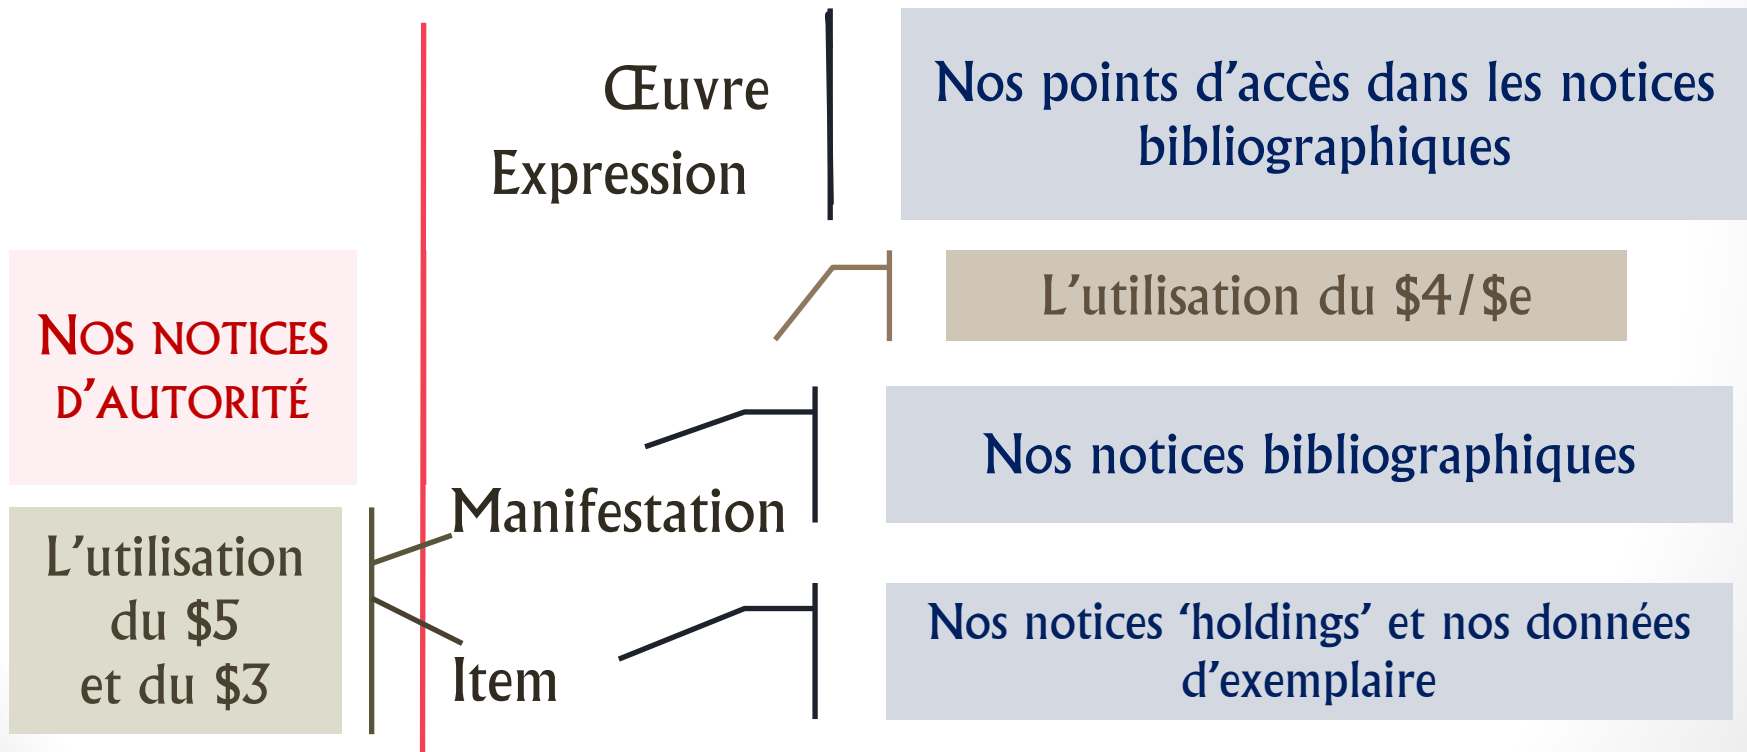 Œuvre
Expression
Nos points d’accès dans les notices
bibliographiques
L’utilisation du $4/$e
Nos notices
d’autorité
Nos notices bibliographiques
Manifestation
L’utilisation
du $5
et du $3
Item
Nos notices ‘holdings’ et nos données
d’exemplaire